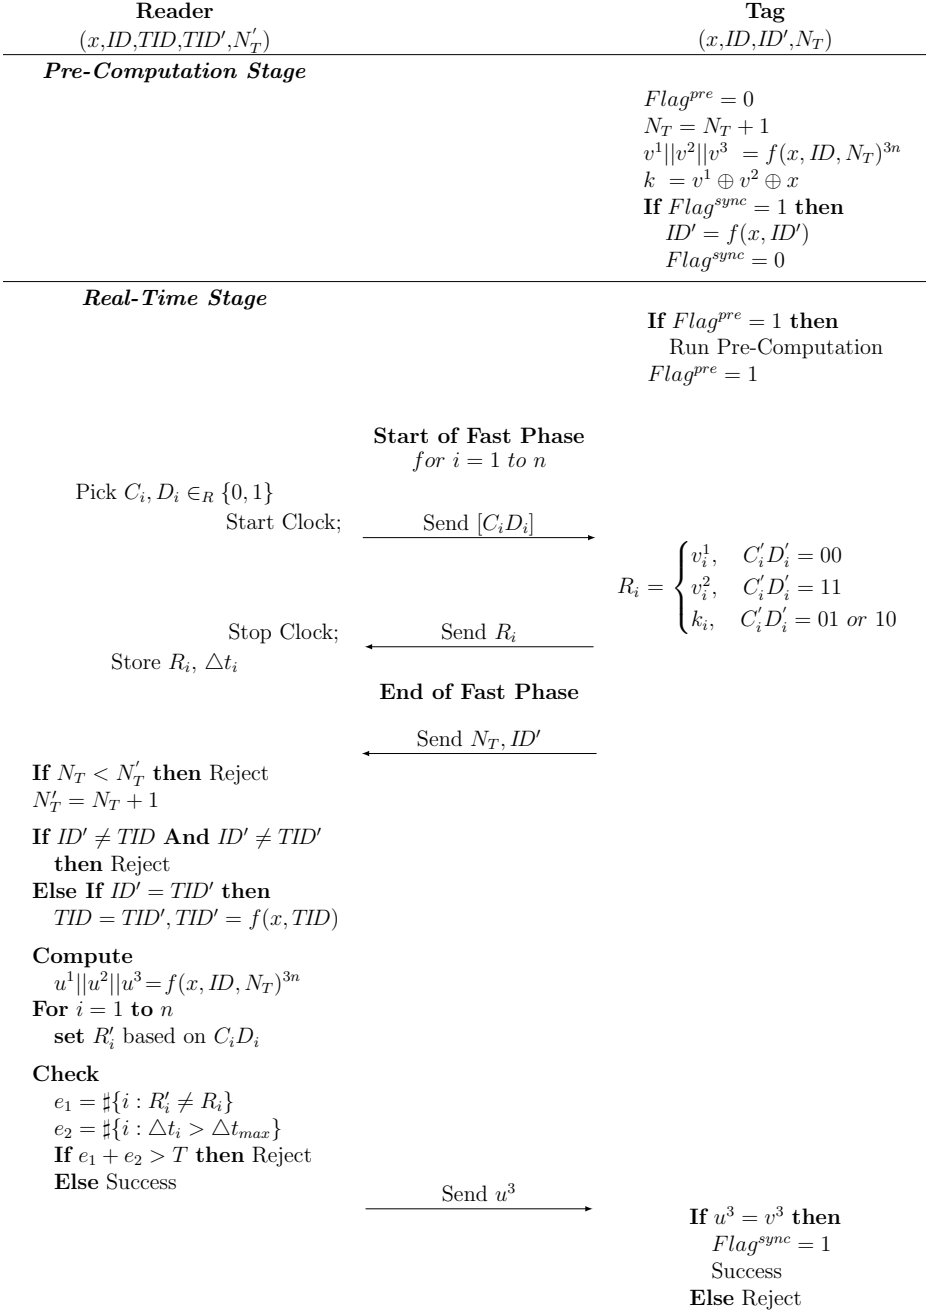 Reader
(x,ID,TID,TID′,N′_T)
Tag
(x,ID,ID′,N_T)
Pre-Computation Stage
Flag^pre = 0
N_T = N_T + 1
v^1||v^2||v^3 = f(x, ID, N_T)^3n
k = v^1 ⊕ v^2 ⊕ x
If Flag^sync = 1 then
ID′ = f(x, ID′)
Flag^sync = 0
Real-Time Stage
If Flag^pre = 1 then
Run Pre-Computation
Flag^pre = 1
Start of Fast Phase
for i = 1 to n
Pick C_i, D_i ∈_R {0, 1}
Start Clock;
Send [C_iD_i]
R_i = { v^1_i, C′_iD′_i = 00
v^2_i, C′_iD′_i = 11
k_i, C′_iD′_i = 01 or 10
Stop Clock;
Send R_i
Store R_i, △t_i
End of Fast Phase
Send N_T, ID′
If N_T < N′_T then Reject
N′_T = N_T + 1
If ID′ ≠ TID And ID′ ≠ TID′
then Reject
Else If ID′ = TID′ then
TID = TID′, TID′ = f(x, TID)
Compute
u^1||u^2||u^3 = f(x, ID, N_T)^3n
For i = 1 to n
set R′_i based on C_iD_i
Check
e_1 = ♯{i : R′_i ≠ R_i}
e_2 = ♯{i : △t_i > △t_max}
If e_1 + e_2 > T then Reject
Else Success
Send u^3
If u^3 = v^3 then
Flag^sync = 1
Success
Else Reject